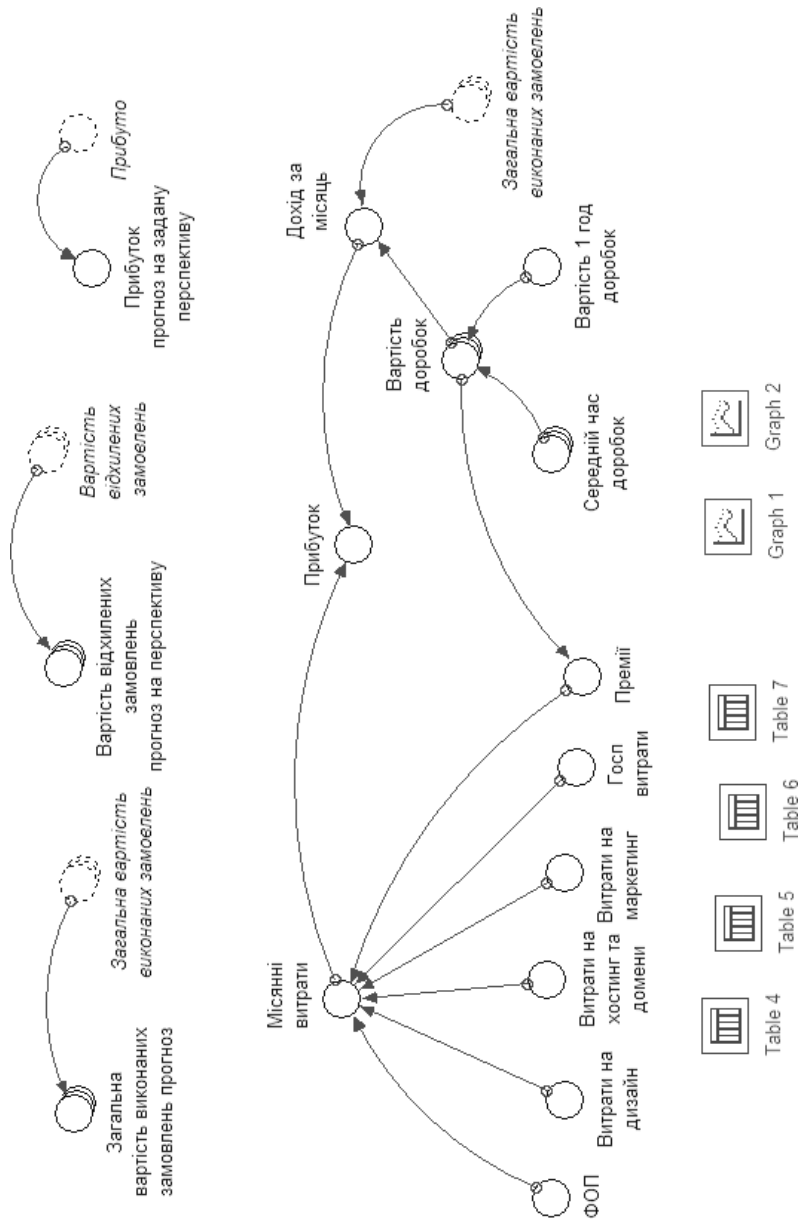 Загальна
вартість виконаних
замовлень прогноз
Загальна вартість
виконаних замовлень
Вартість відхилених
замовлень
прогноз на перспективу
Вартість
відхилених
замовлень
Прибуток
прогноз на задану
перспективу
Прибуто
Місянні
витрати
Прибуток
Дохід за
місяць
Вартість
доробок
Загальна вартість
виконаних замовлень
ФОП
Витрати на
дизайн
Витрати на
хостинг та
домени
Витрати на
маркетинг
Госп
витрати
Премії
Середній нас
доробок
Вартість 1 год
доробок
Table 4
Table 5
Table 6
Table 7
Graph 1
Graph 2